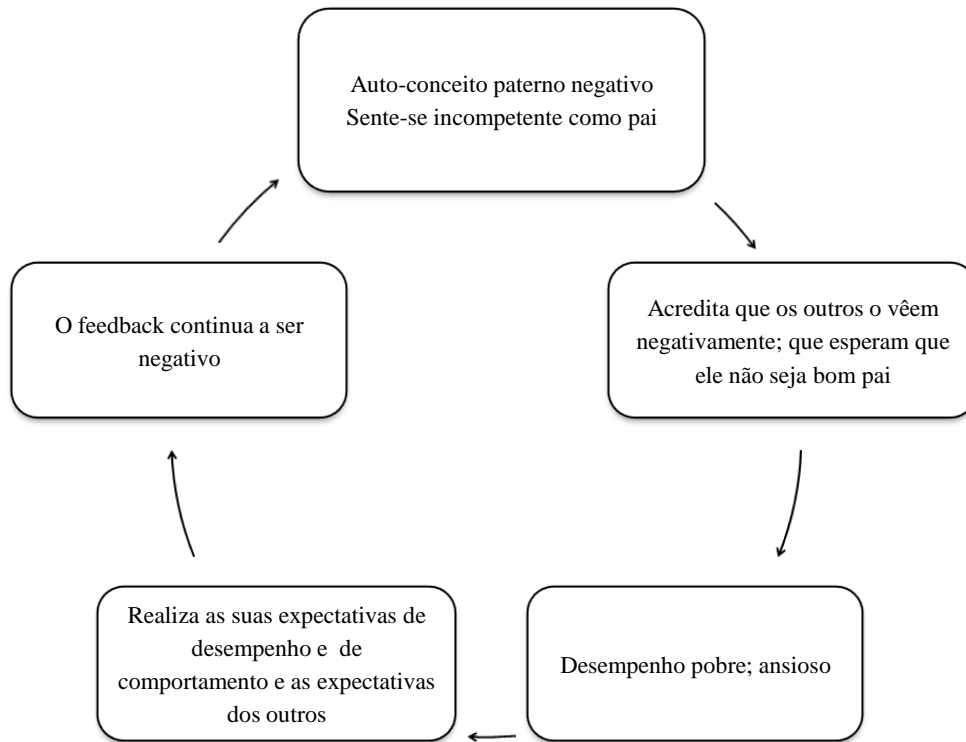 Auto-conceito paterno negativo
Sente-se incompetente como pai
Acredita que os outros o vêem
negativamente; que esperam que
ele não seja bom pai
Desempenho pobre; ansioso
Realiza as suas expectativas de
desempenho e de
comportamento e as expectativas
dos outros
O feedback continua a ser
negativo